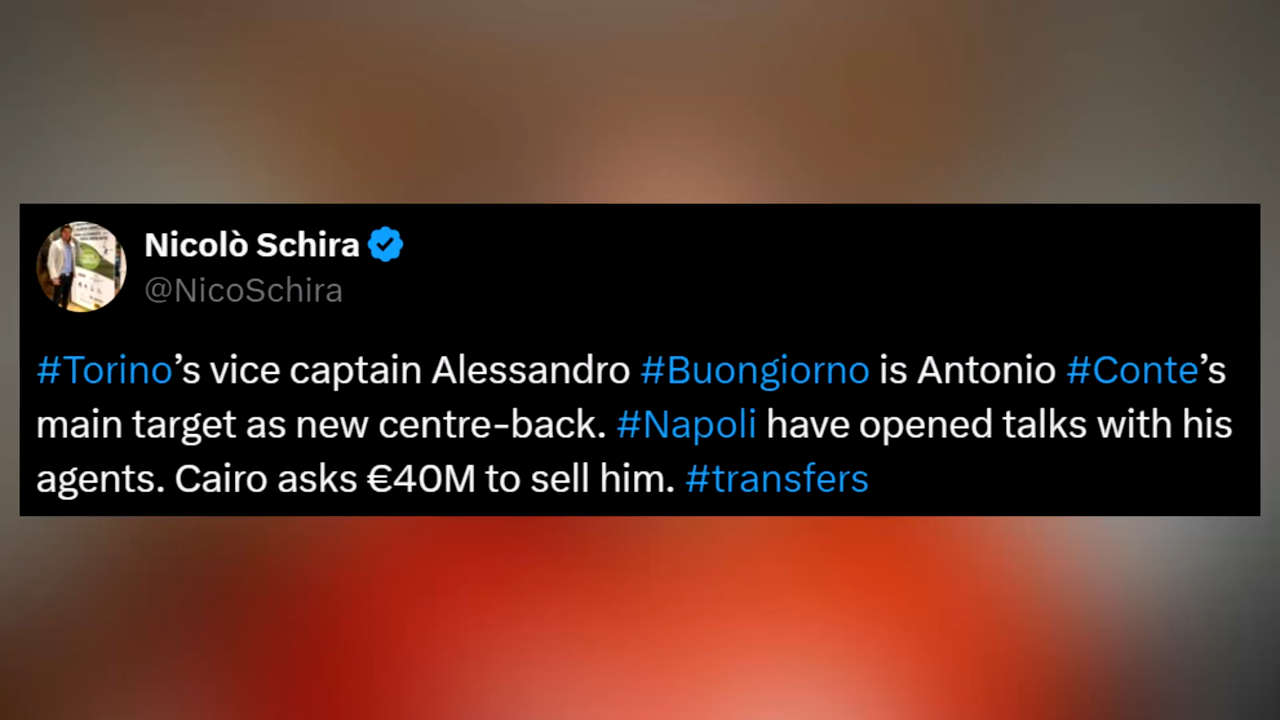 Nicolò Schira
@NicoSchira
#Torino’s vice captain Alessandro #Buongiorno is Antonio #Conte’s
main target as new centre-back. #Napoli have opened talks with his
agents. Cairo asks €40M to sell him. #transfers